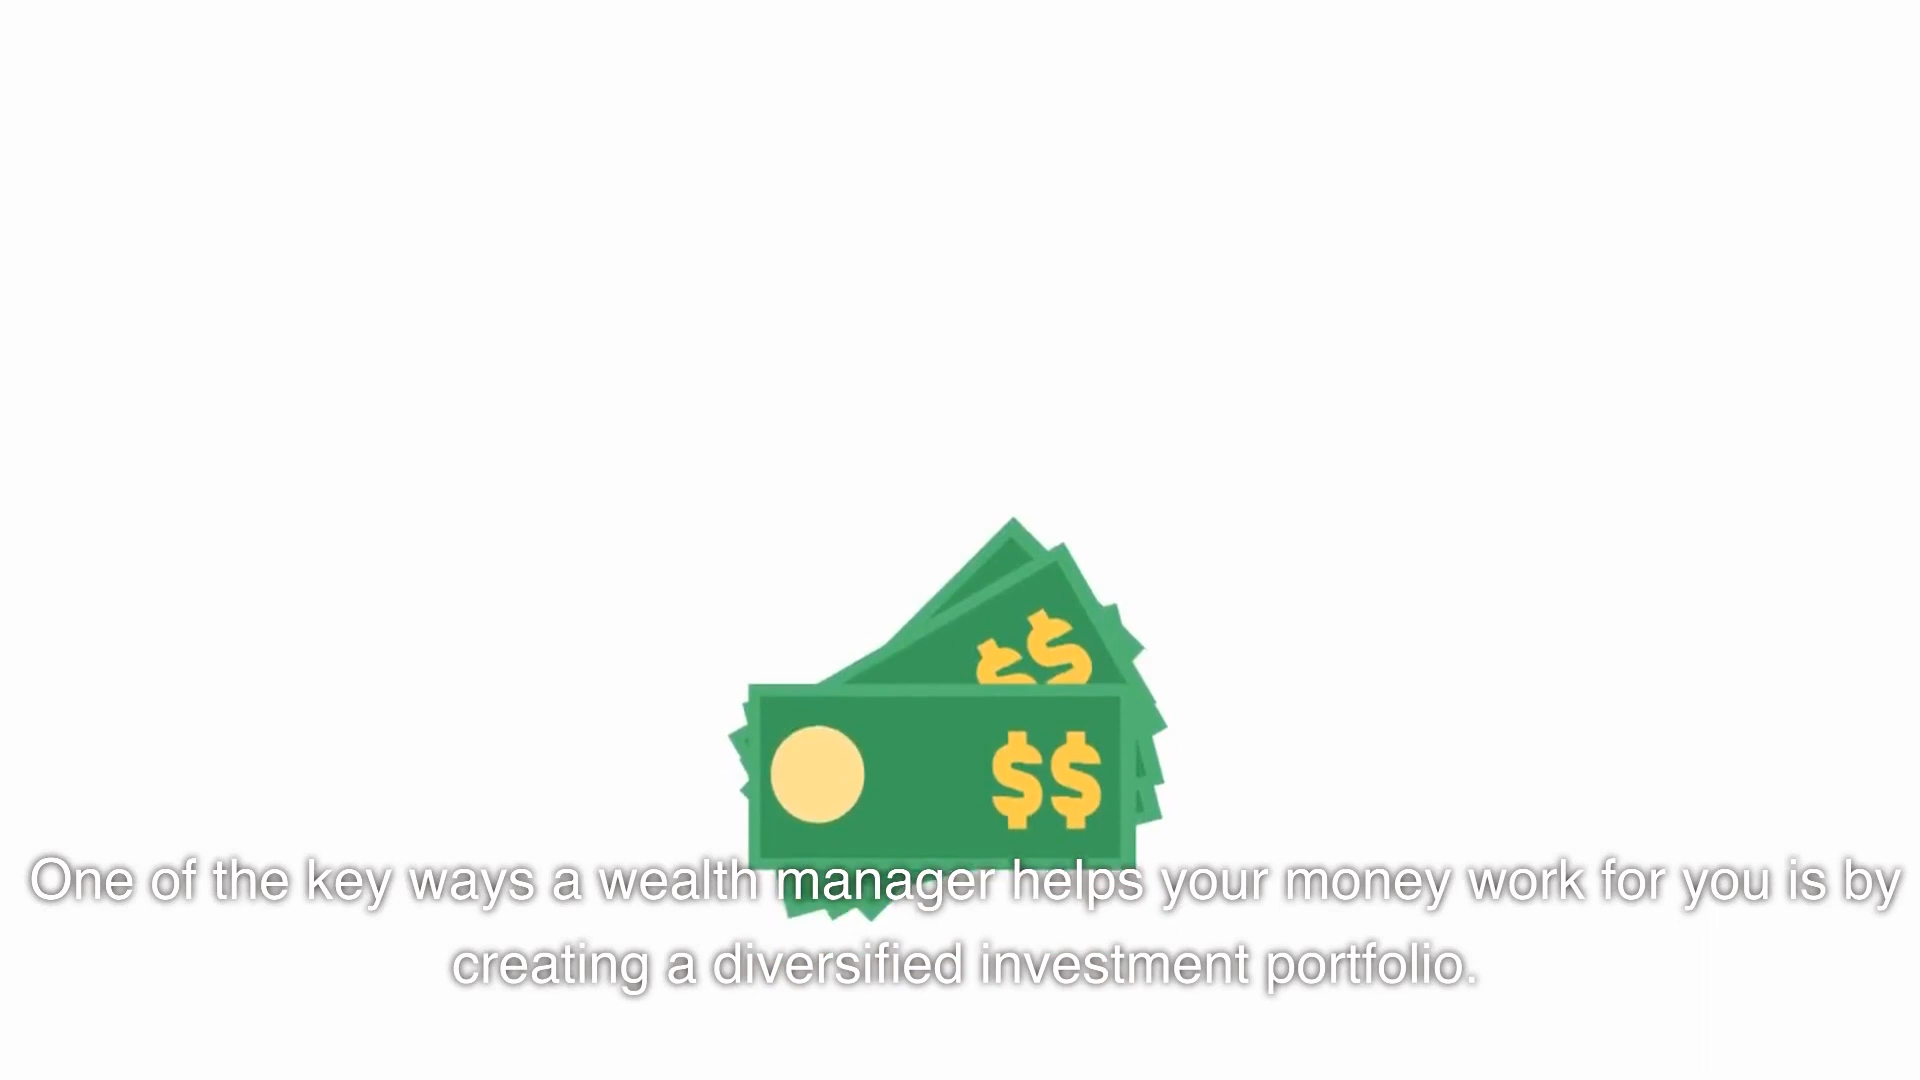 $$
$$
One of the key ways a wealth manager helps your money work for you is by
creating a diversified investment portfolio.